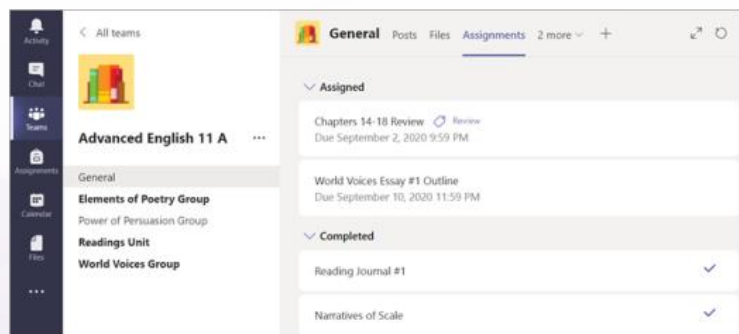 Activity
Chat
Teams
Assignments
Calendar
Files
All teams
Advanced English 11 A
General
Elements of Poetry Group
Power of Persuasion Group
Readings Unit
World Voices Group
General Posts Files Assignments 2 more
Assigned
Chapters 14-18 Review Review
Due September 2, 2020 9:59 PM
World Voices Essay #1 Outline
Due September 10, 2020 11:59 PM
Completed
Reading Journal #1
Narratives of Scale